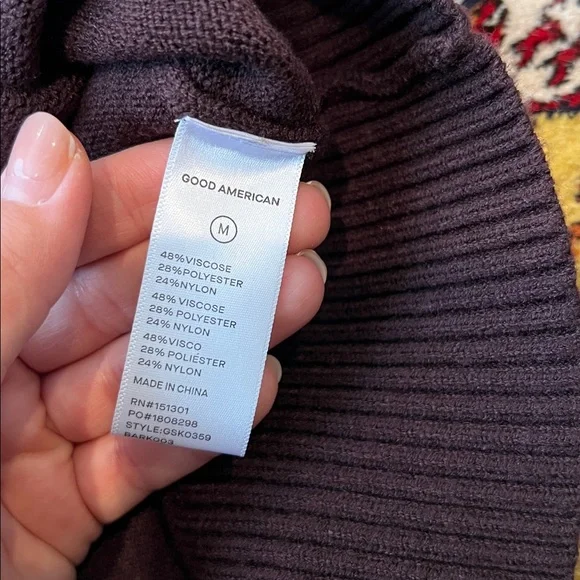 GOOD AMERICAN
M
48%VISCOSE
28%POLYESTER
24%NYLON
48% VISCOSE
28% POLYESTER
24% NYLON
48%VISCO
28% POLIÉSTER
24% NYLON
MADE IN CHINA
RN#151301
PO#1808298
STYLE:GSK0359
BARK003